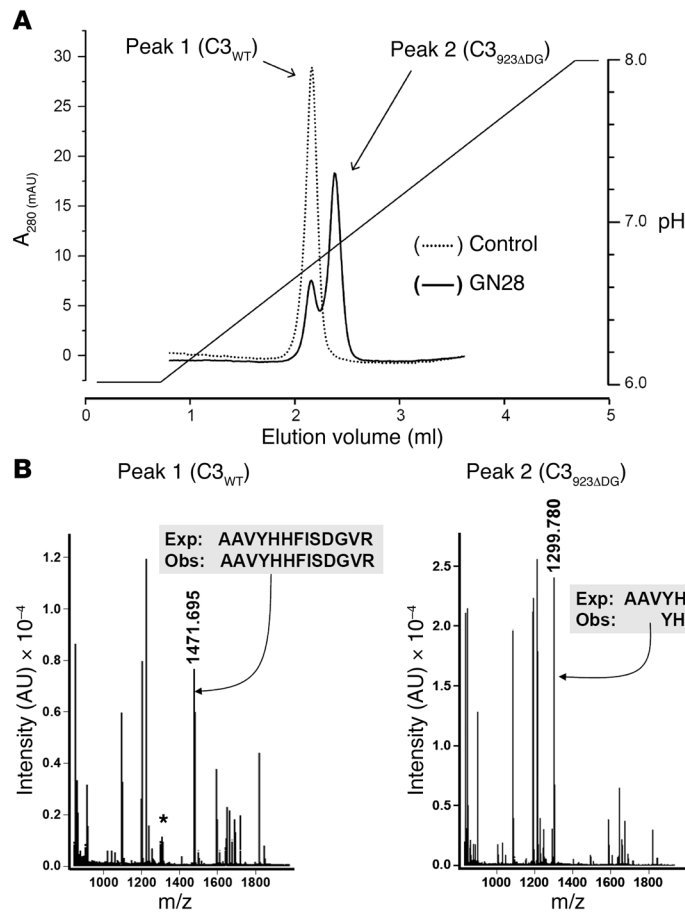 A
Peak 1 (C3WT)
Peak 2 (C3923ΔDG)
30
25
20
15
10
5
0
A280 (mAU)
8.0
7.0
6.0
pH
(········) Control
(—) GN28
0 1 2 3 4 5
Elution volume (ml)
B
Peak 1 (C3WT)
Exp: AAVYHHFISDGVR
Obs: AAVYHHFISDGVR
1471.695
Intensity (AU) × 10–4
1.2
1.0
0.8
0.6
0.4
0.2
0.0
*
1000 1200 1400 1600 1800
m/z
Peak 2 (C3923ΔDG)
1299.780
Exp: AAVYH
Obs: YH
Intensity (AU) × 10–4
2.5
2.0
1.5
1.0
0.5
0.0
1000 1200 1400 1600 1800
m/z